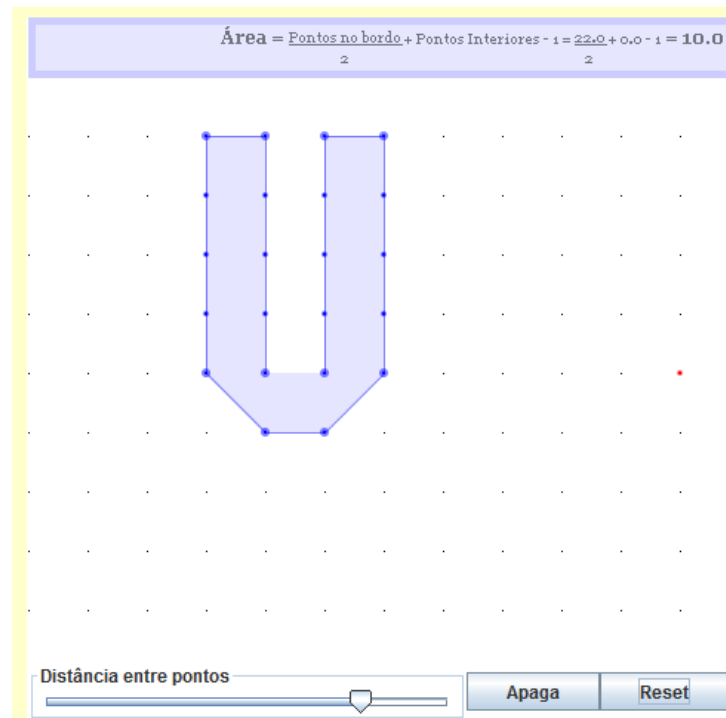 Área = Pontos no bordo + Pontos Interiores - 1 = 22.0 + 0.0 - 1 = 10.0
2 2
Distância entre pontos
Apaga Reset